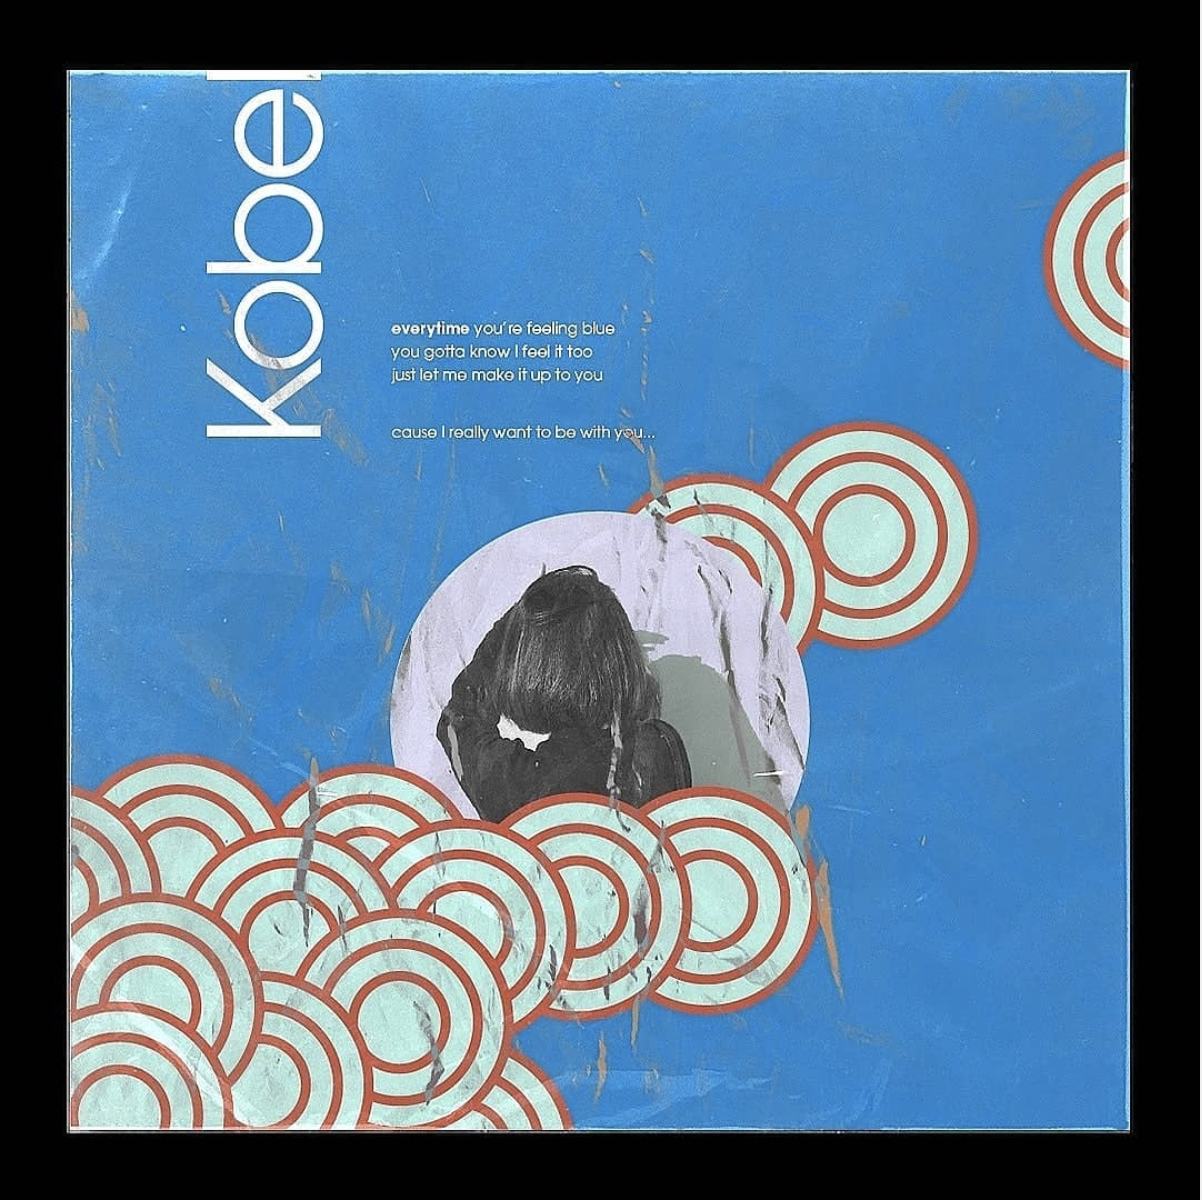 Kobe
everytime you're feeling blue
you gotta know I feel it too
just let me make it up to you
cause I really want to be with you...